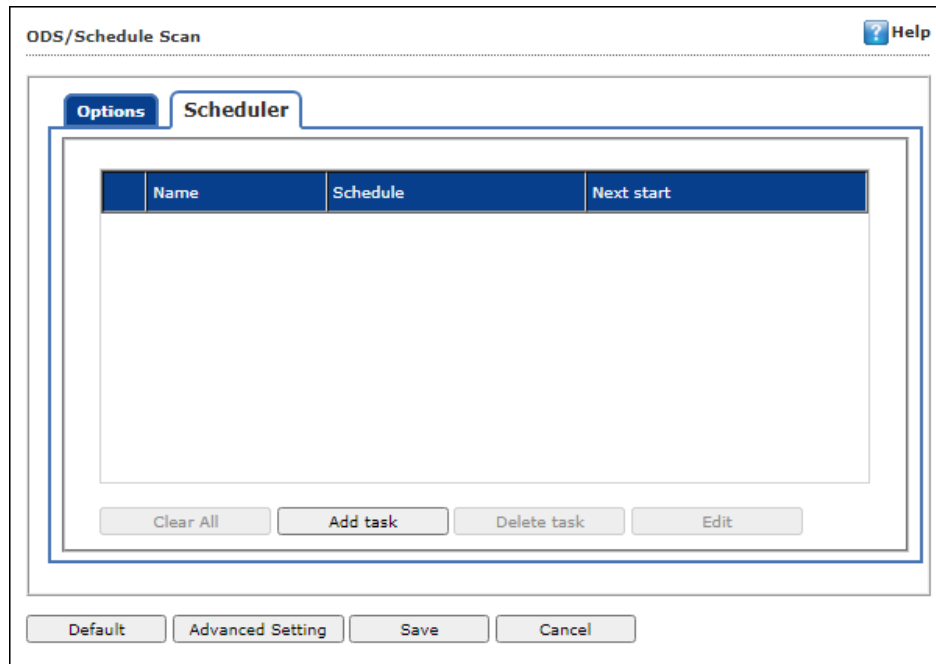 ODS/Schedule Scan ? Help
Options Scheduler
Name Schedule Next start
Clear All Add task Delete task Edit
Default Advanced Setting Save Cancel